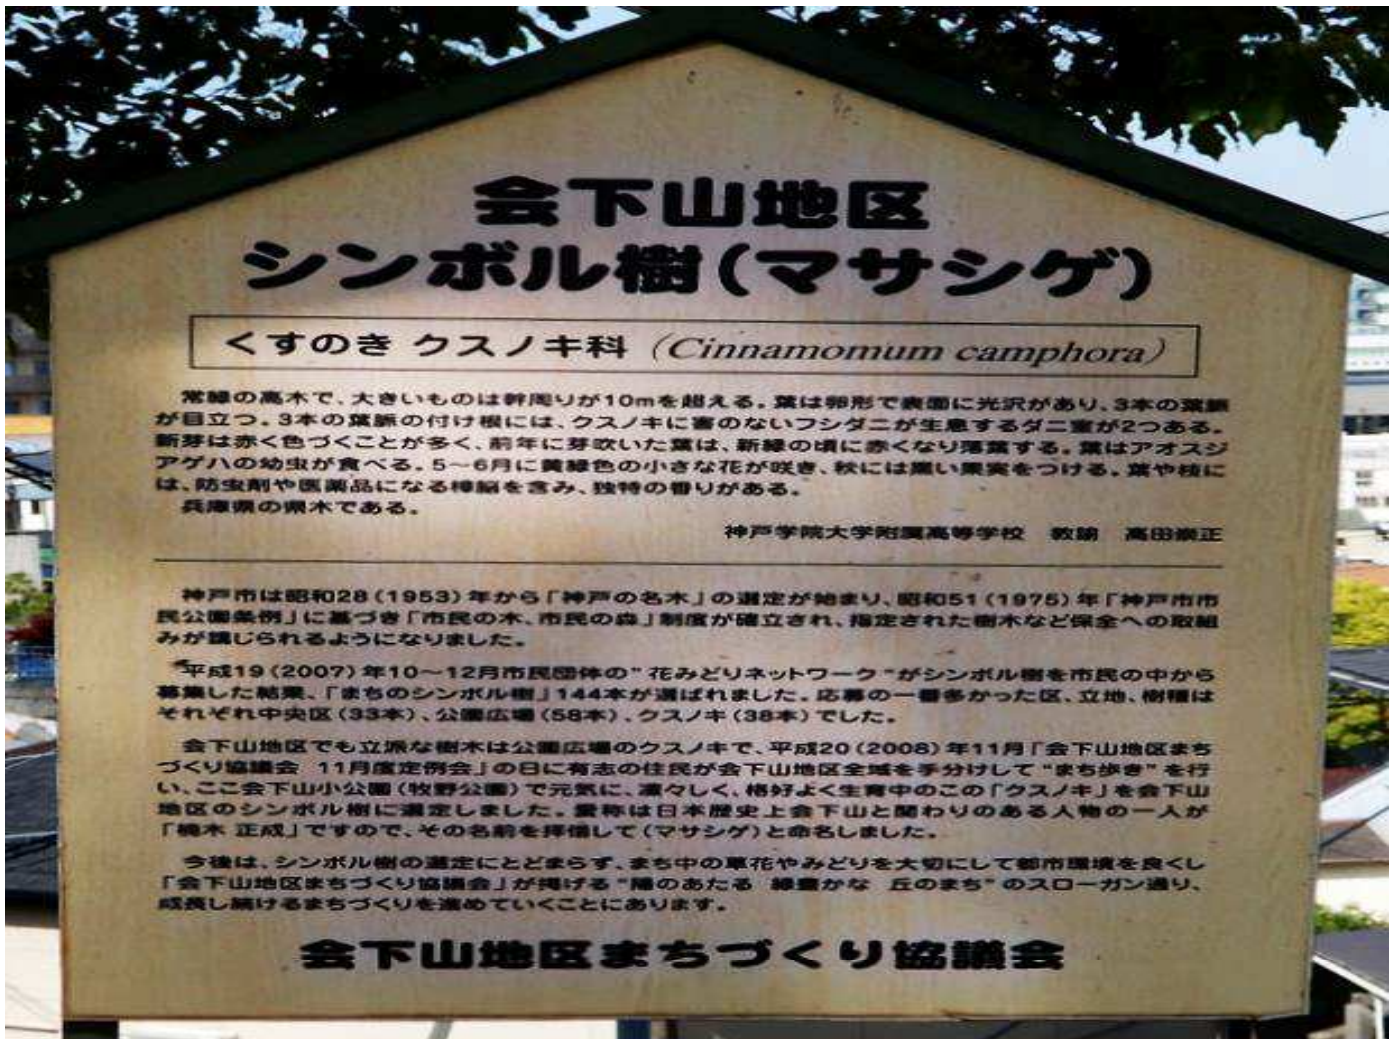 会下山地区
シンボル樹(マサシゲ)
くすのき クスノキ科 (Cinnamomum camphora)
常緑の高木で、大きいものは幹周りが10mを超える。葉は卵形で表面に光沢があり、3本の葉脈
が目立つ。3本の葉脈の付け根には、クスノキに害のないフシダニが生息するダニ室が2つある。
新芽は赤く色づくことが多く、前年に芽吹いた葉は、新緑の頃に赤くなり落葉する。葉はアオスジ
アゲハの幼虫が食べる。5~6月に黄緑色の小さな花が咲き、秋には黒い果実をつける。葉や枝に
は、防虫剤や医薬品になる樟脳を含み、独特の香りがある。
兵庫県の県木である。
神戸学院大学附属高等学校 教諭 高田崇正
神戸市は昭和28(1953)年から「神戸の名木」の選定が始まり、昭和51(1975)年「神戸市市
民公園条例」に基づき「市民の木、市民の森」制度が確立され、指定された樹木など保全への取組
みが講じられるようになりました。
平成19(2007)年10~12月市民団体の"花みどりネットワーク"がシンボル樹を市民の中から
募集した結果、「まちのシンボル樹」144本が選ばれました。応募の一番多かった区、立地、樹種は
それぞれ中央区(33本)、公園広場(58本)、クスノキ(38本)でした。
会下山地区でも立派な樹木は公園広場のクスノキで、平成20(2008)年11月「会下山地区まち
づくり協議会 11月度定例会」の日に有志の住民が会下山地区全域を手分けして"まち歩き"を行
い、ここ会下山小公園(牧野公園)で元気に、凛々しく、格好よく生育中のこの「クスノキ」を会下山
地区のシンボル樹に選定しました。愛称は日本歴史上会下山と関わりのある人物の一人が
「楠木 正成」ですので、その名前を拝借して(マサシゲ)と命名しました。
今後は、シンボル樹の選定にとどまらず、まち中の草花やみどりを大切にして都市環境を良くし
「会下山地区まちづくり協議会」が掲げる"陽のあたる 緑豊かな 丘のまち"のスローガン通り、
成長し続けるまちづくりを進めていくことにあります。
会下山地区まちづくり協議会